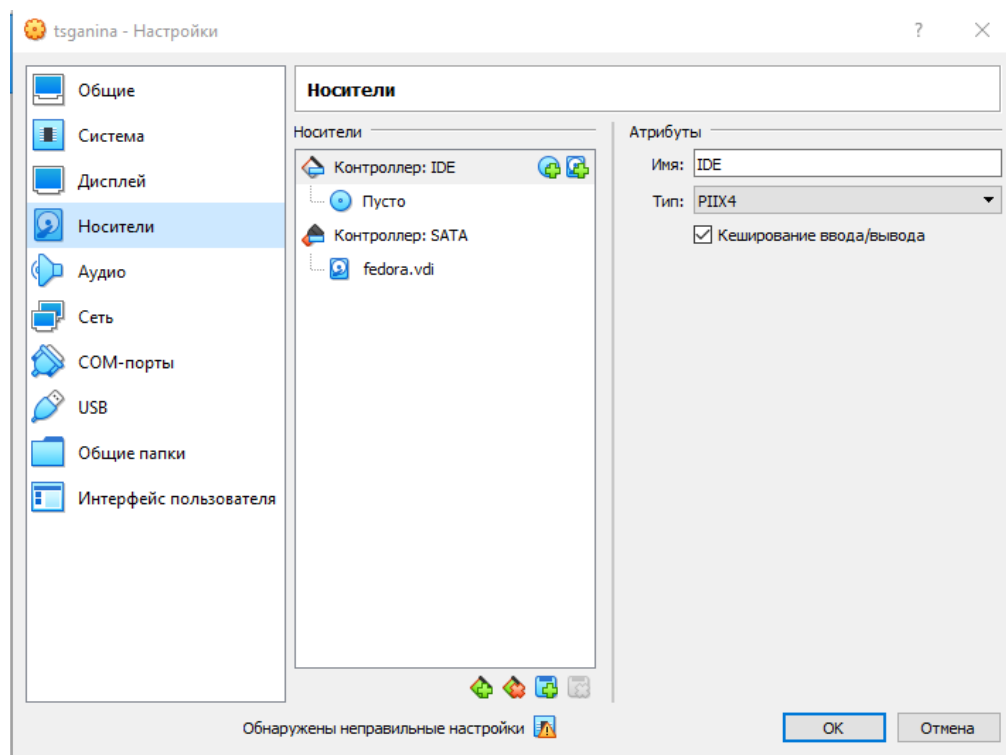 tsganina - Настройки
?
Общие
Система
Дисплей
Носители
Аудио
Сеть
COM-порты
USB
Общие папки
Интерфейс пользователя
Носители
Носители
Контроллер: IDE
Пусто
Контроллер: SATA
fedora.vdi
Атрибуты
Имя: IDE
Тип: PIIX4
Кеширование ввода/вывода
Обнаружены неправильные настройки
OK
Отмена